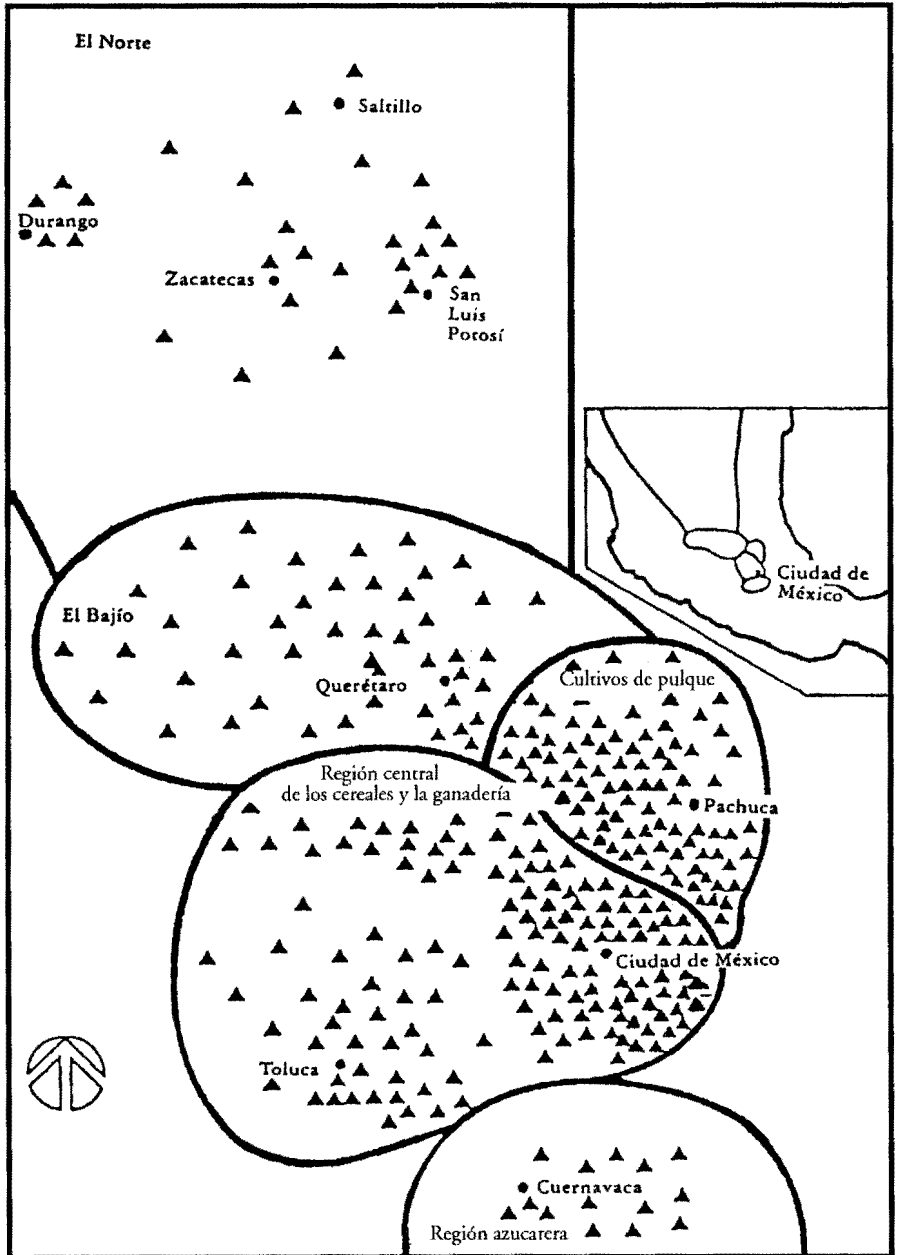 El Norte
Saltillo
Durango
Zacatecas
San
Luis
Potosí
Ciudad de
México
El Bajío
Querétaro
Cultivos de pulque
Región central
de los cereales y la ganadería
Pachuca
Ciudad de México
Toluca
Cuernavaca
Región azucarera